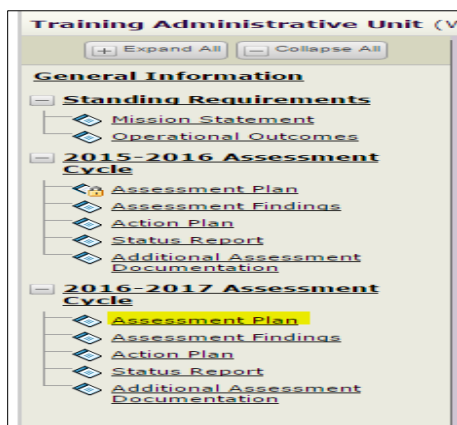 Training Administrative Unit (V
Expand All Collapse All
General Information
Standing Requirements
Mission Statement
Operational Outcomes
2015-2016 Assessment
Cycle
Assessment Plan
Assessment Findings
Action Plan
Status Report
Additional Assessment
Documentation
2016-2017 Assessment
Cycle
Assessment Plan
Assessment Findings
Action Plan
Status Report
Additional Assessment
Documentation